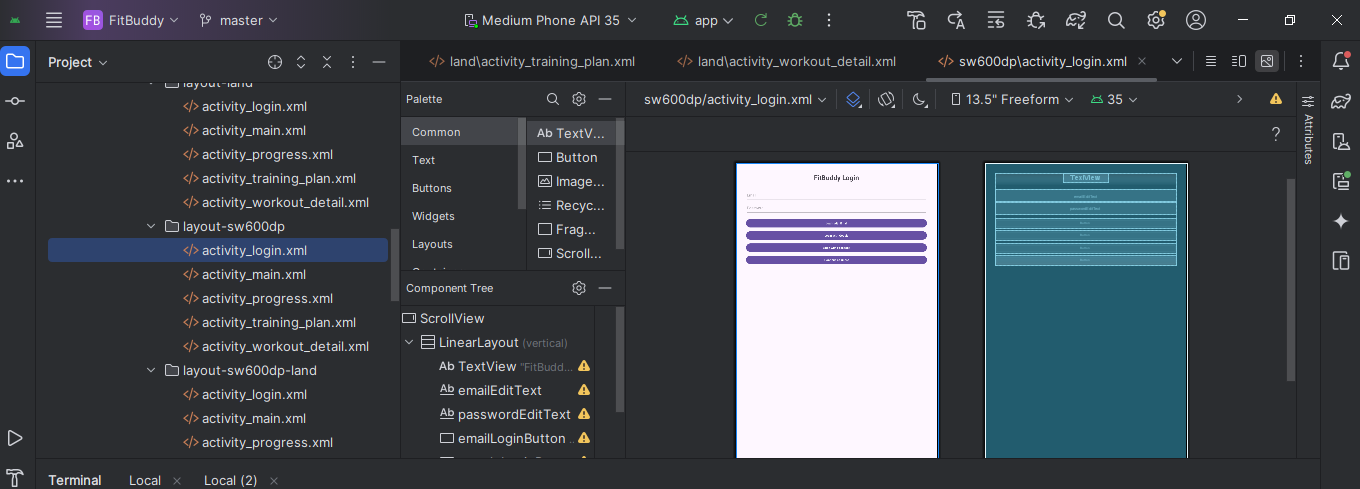 FB FitBuddy master Medium Phone API 35 app
Project
land\activity_training_plan.xml land\activity_workout_detail.xml sw600dp\activity_login.xml
layout-land
activity_login.xml
activity_main.xml
activity_progress.xml
activity_training_plan.xml
activity_workout_detail.xml
layout-sw600dp
activity_login.xml
activity_main.xml
activity_progress.xml
activity_training_plan.xml
activity_workout_detail.xml
layout-sw600dp-land
activity_login.xml
activity_main.xml
activity_progress.xml
Palette
Common
Text
Buttons
Widgets
Layouts
Ab TextV...
Button
Image...
Recyc...
Frag...
Scroll...
Component Tree
ScrollView
LinearLayout (vertical)
Ab TextView "FitBudd...
Ab emailEditText
Ab passwordEditText
emailLoginButton ..
sw600dp/activity_login.xml 13.5" Freeform 35
?
FitBuddy Login
TextView
emailEditText
passwordEditText
Attributes
Terminal Local Local (2)